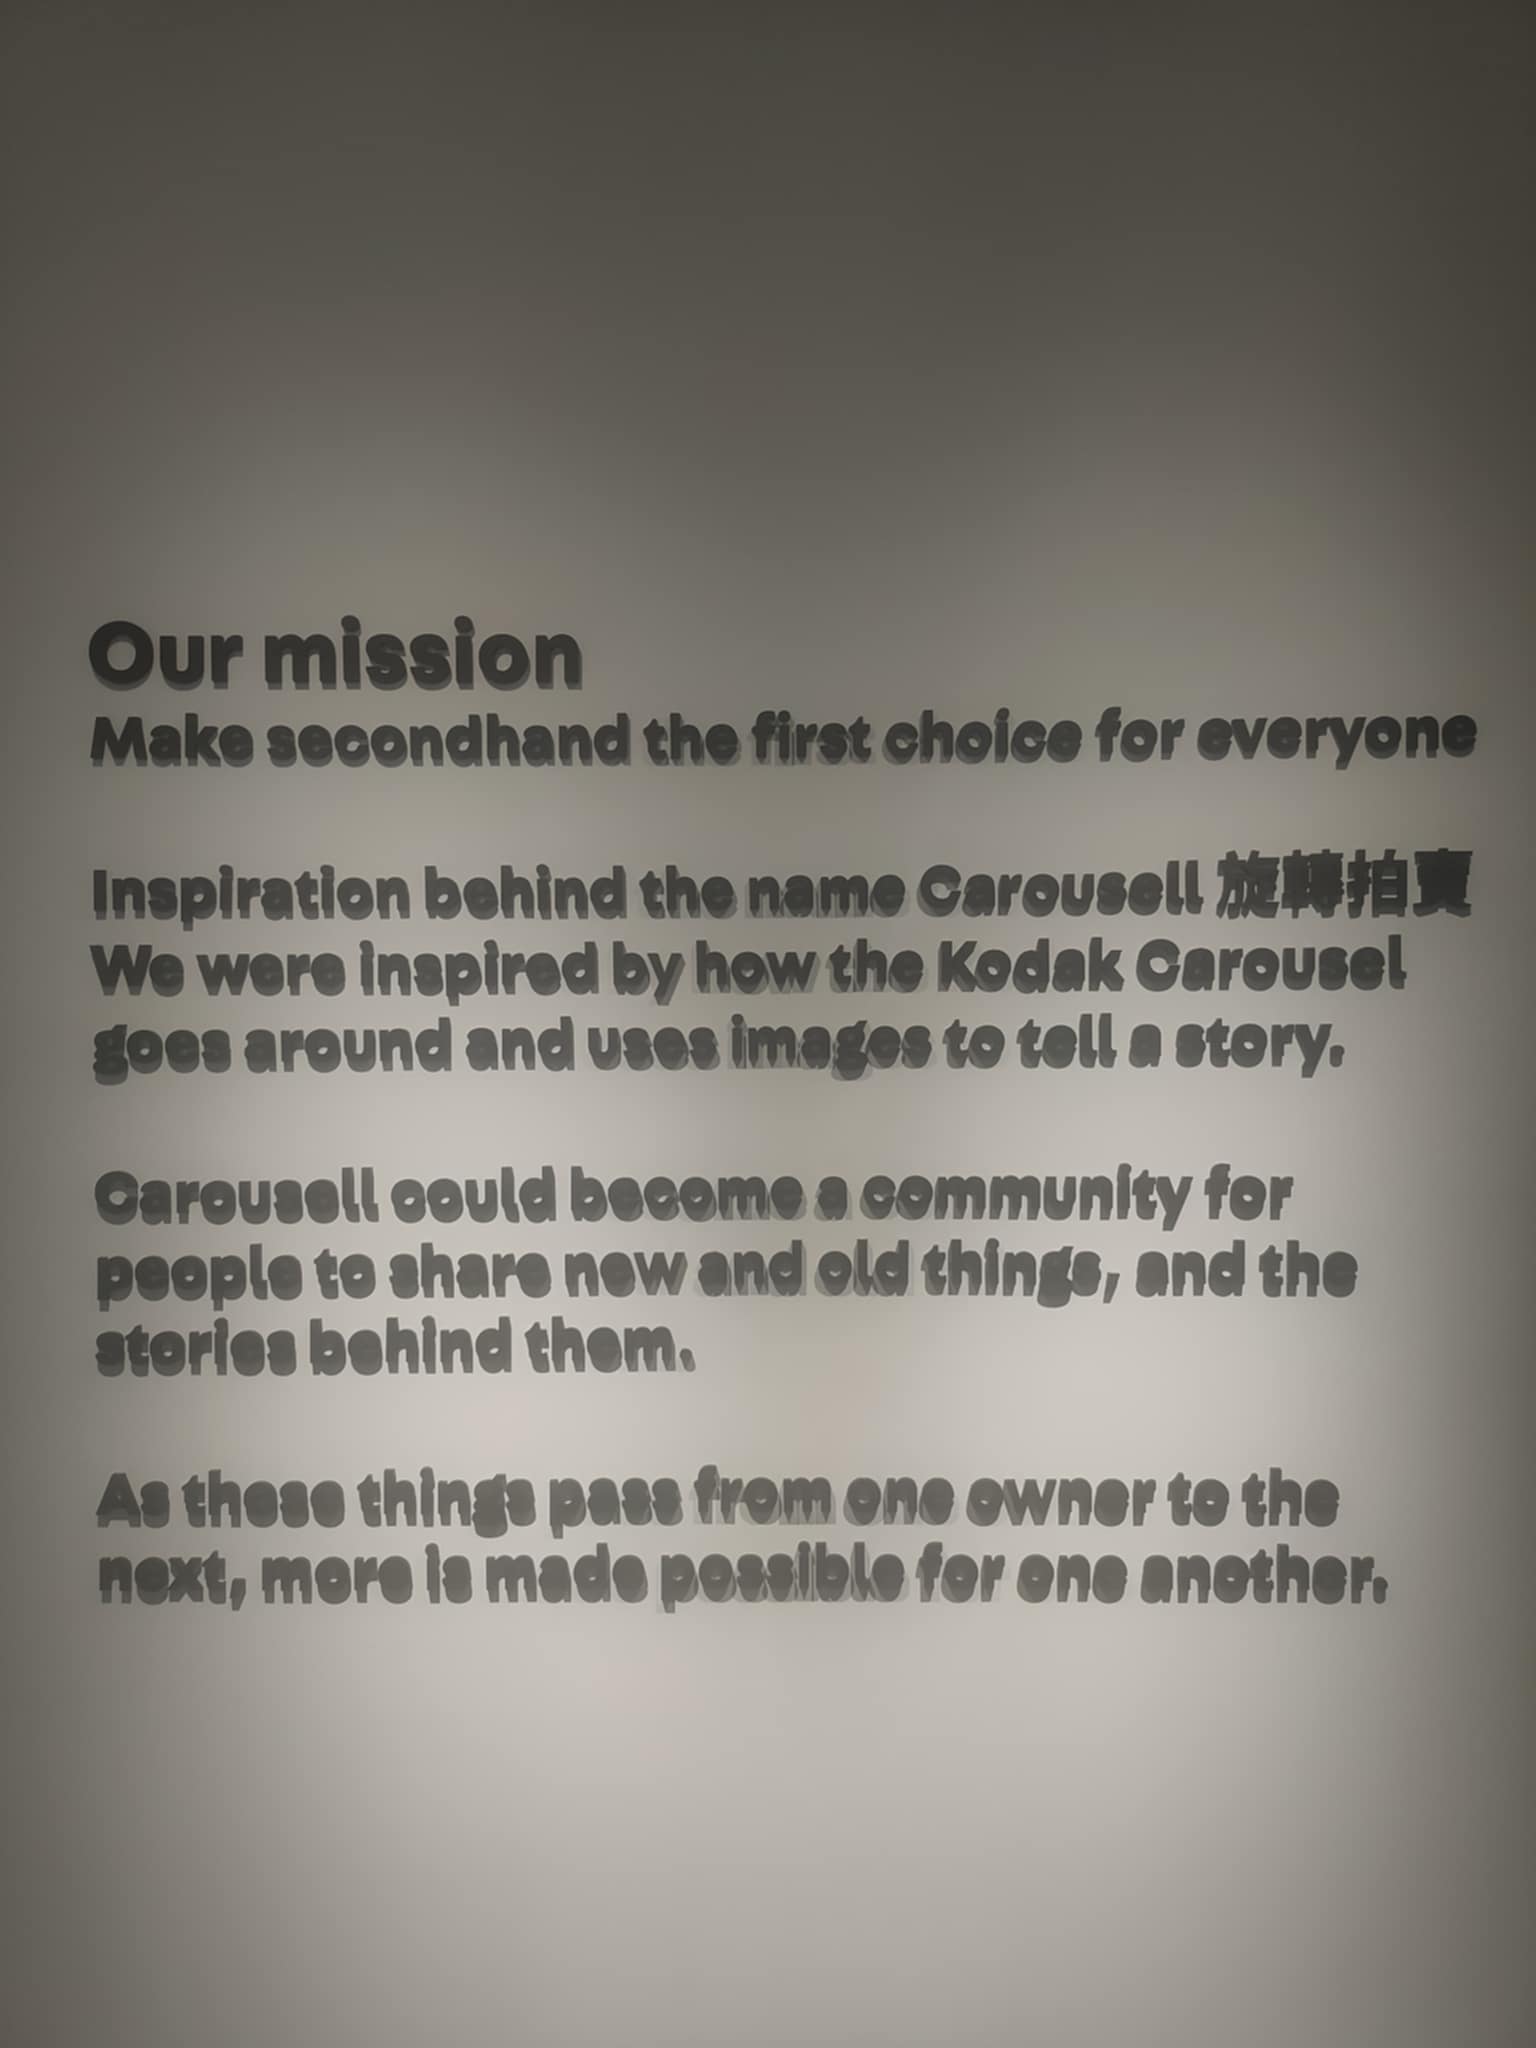 Our mission
Make secondhand the first choice for everyone
Inspiration behind the name Carousell 旋轉拍賣
We were inspired by how the Kodak Carousel
goes around and uses images to tell a story.
Carousell could become a community for
people to share new and old things, and the
stories behind them.
As these things pass from one owner to the
next, more is made possible for one another.